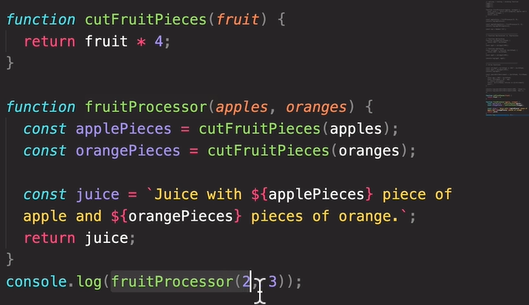 function cutFruitPieces(fruit) {
  return fruit * 4;
}

function fruitProcessor(apples, oranges) {
  const applePieces = cutFruitPieces(apples);
  const orangePieces = cutFruitPieces(oranges);

  const juice = `Juice with ${applePieces} piece of
  apple and ${orangePieces} pieces of orange.`;
  return juice;
}
console.log(fruitProcessor(2, 3));